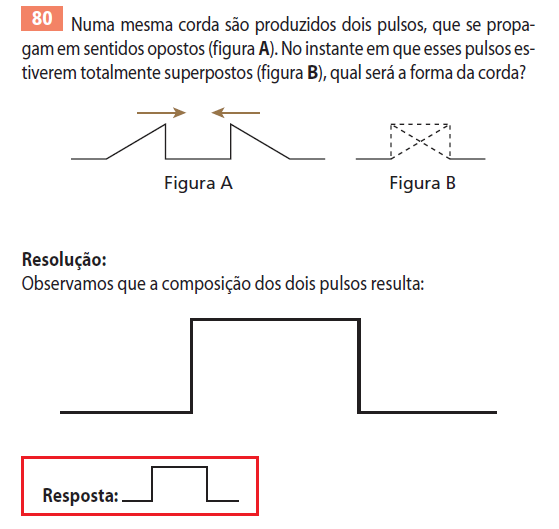 80 Numa mesma corda são produzidos dois pulsos, que se propa-
gam em sentidos opostos (figura A). No instante em que esses pulsos es-
tiverem totalmente superpostos (figura B), qual será a forma da corda?
Figura A
Figura B
Resolução:
Observamos que a composição dos dois pulsos resulta:
Resposta: